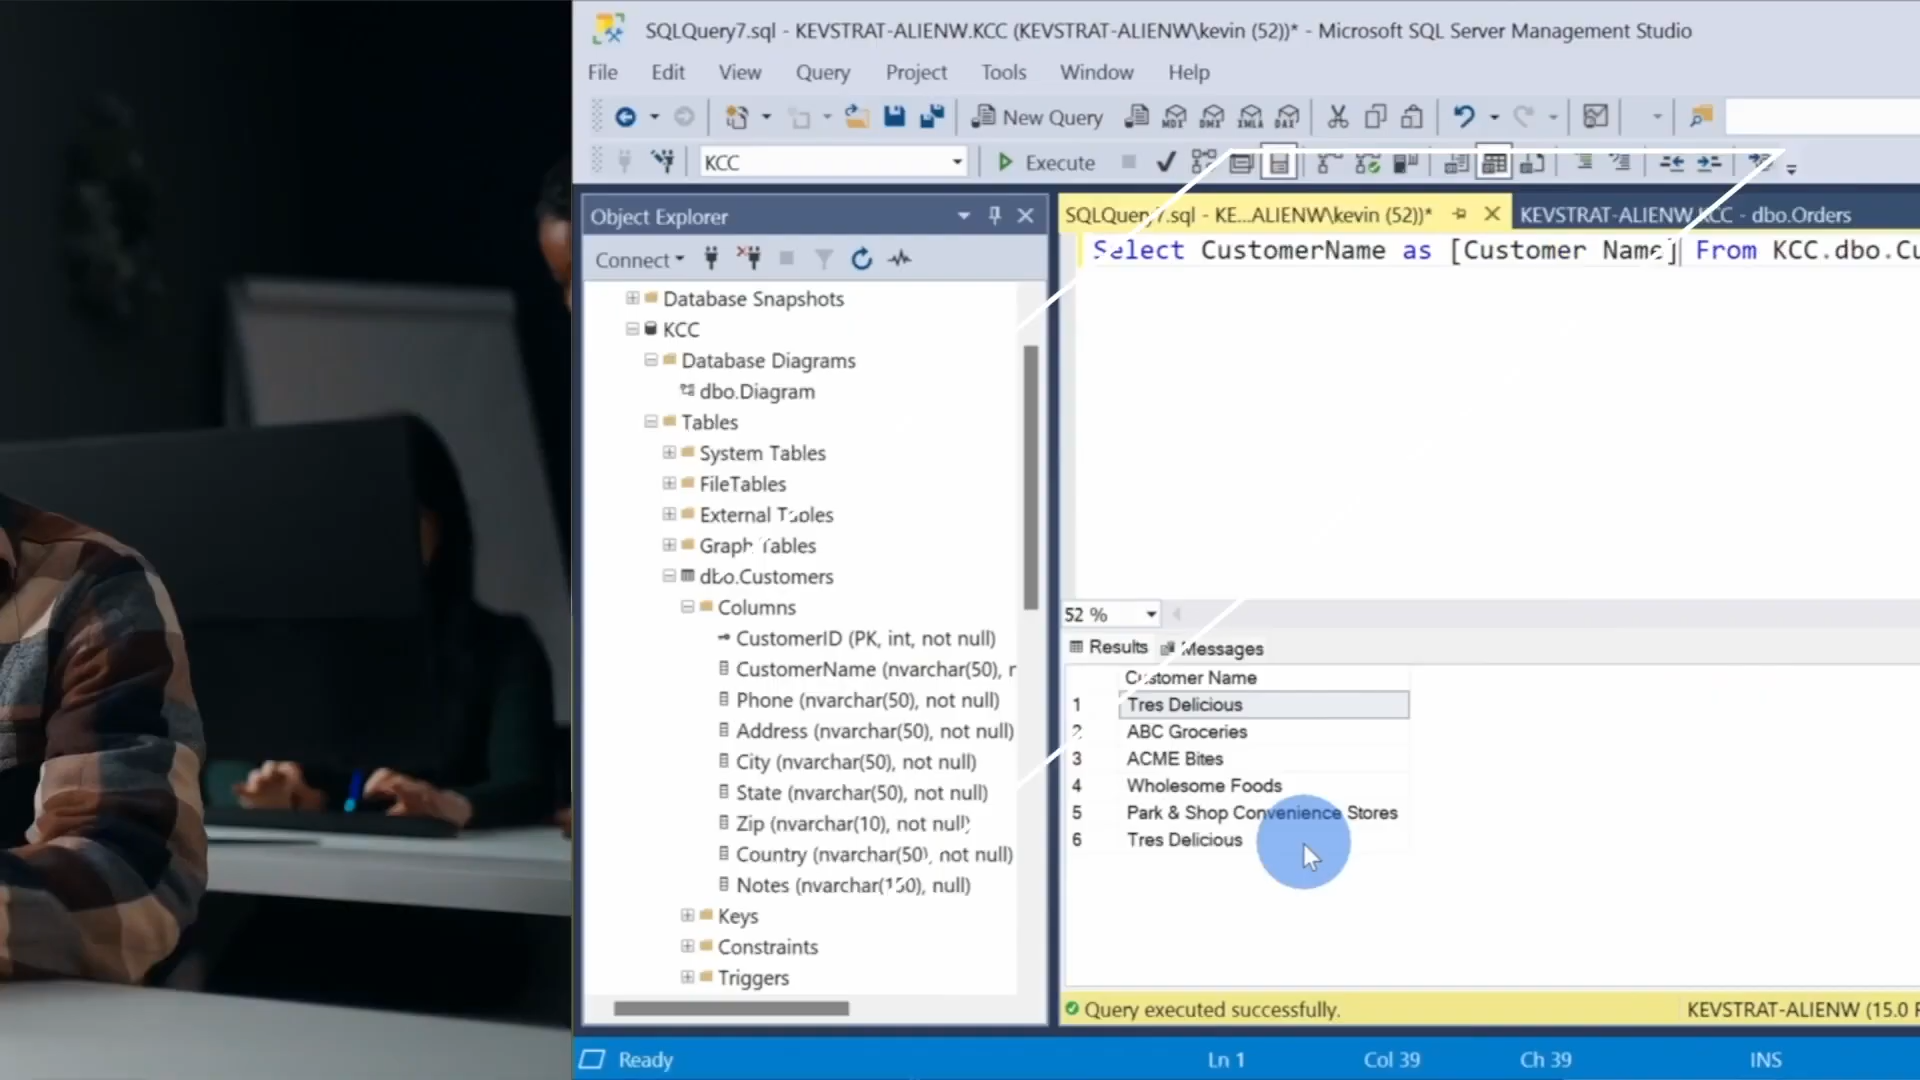 SQLQuery7.sql - KEVSTRAT-ALIENW.KCC (KEVSTRAT-ALIENW\kevin (52))* - Microsoft SQL Server Management Studio
File Edit View Query Project Tools Window Help
New Query MDX DMX XMLA DAX
KCC Execute
Object Explorer
Connect
Database Snapshots
KCC
Database Diagrams
dbo.Diagram
Tables
System Tables
FileTables
External Tables
Graph Tables
dbo.Customers
Columns
CustomerID (PK, int, not null)
CustomerName (nvarchar(50), n
Phone (nvarchar(50), not null)
Address (nvarchar(50), not null)
City (nvarchar(50), not null)
State (nvarchar(50), not null)
Zip (nvarchar(10), not null)
Country (nvarchar(50), not null)
Notes (nvarchar(150), null)
Keys
Constraints
Triggers
SQLQuery7.sql - KE...ALIENW\kevin (52))* KEVSTRAT-ALIENW.KCC - dbo.Orders
Select CustomerName as [Customer Name] From KCC.dbo.Cu
52 %
Results Messages
Customer Name
1 Tres Delicious
2 ABC Groceries
3 ACME Bites
4 Wholesome Foods
5 Park & Shop Convenience Stores
6 Tres Delicious
Query executed successfully. KEVSTRAT-ALIENW (15.0
Ready Ln 1 Col 39 Ch 39 INS